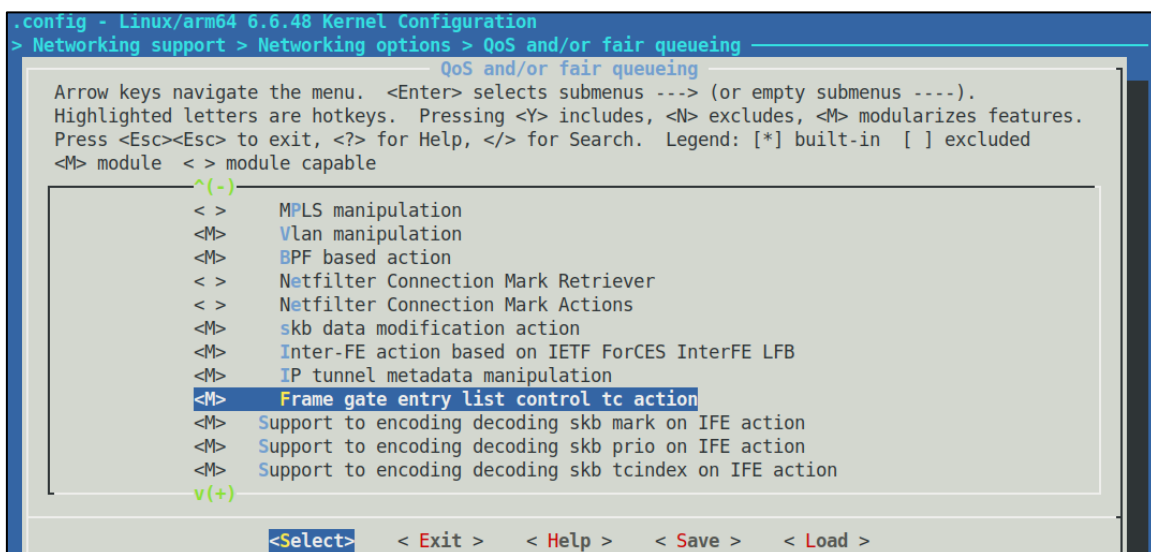 .config - Linux/arm64 6.6.48 Kernel Configuration
> Networking support > Networking options > QoS and/or fair queueing
QoS and/or fair queueing
Arrow keys navigate the menu.  <Enter> selects submenus ---> (or empty submenus ----).
Highlighted letters are hotkeys.  Pressing <Y> includes, <N> excludes, <M> modularizes features.
Press <Esc><Esc> to exit, <?> for Help, </> for Search.  Legend: [*] built-in  [ ] excluded
<M> module  < > module capable
^(-)
< >     MPLS manipulation
<M>     Vlan manipulation
<M>     BPF based action
< >     Netfilter Connection Mark Retriever
< >     Netfilter Connection Mark Actions
<M>     skb data modification action
<M>     Inter-FE action based on IETF ForCES InterFE LFB
<M>     IP tunnel metadata manipulation
<M>     Frame gate entry list control tc action
<M>   Support to encoding decoding skb mark on IFE action
<M>   Support to encoding decoding skb prio on IFE action
<M>   Support to encoding decoding skb tcindex on IFE action
v(+)
<Select>    < Exit >    < Help >    < Save >    < Load >